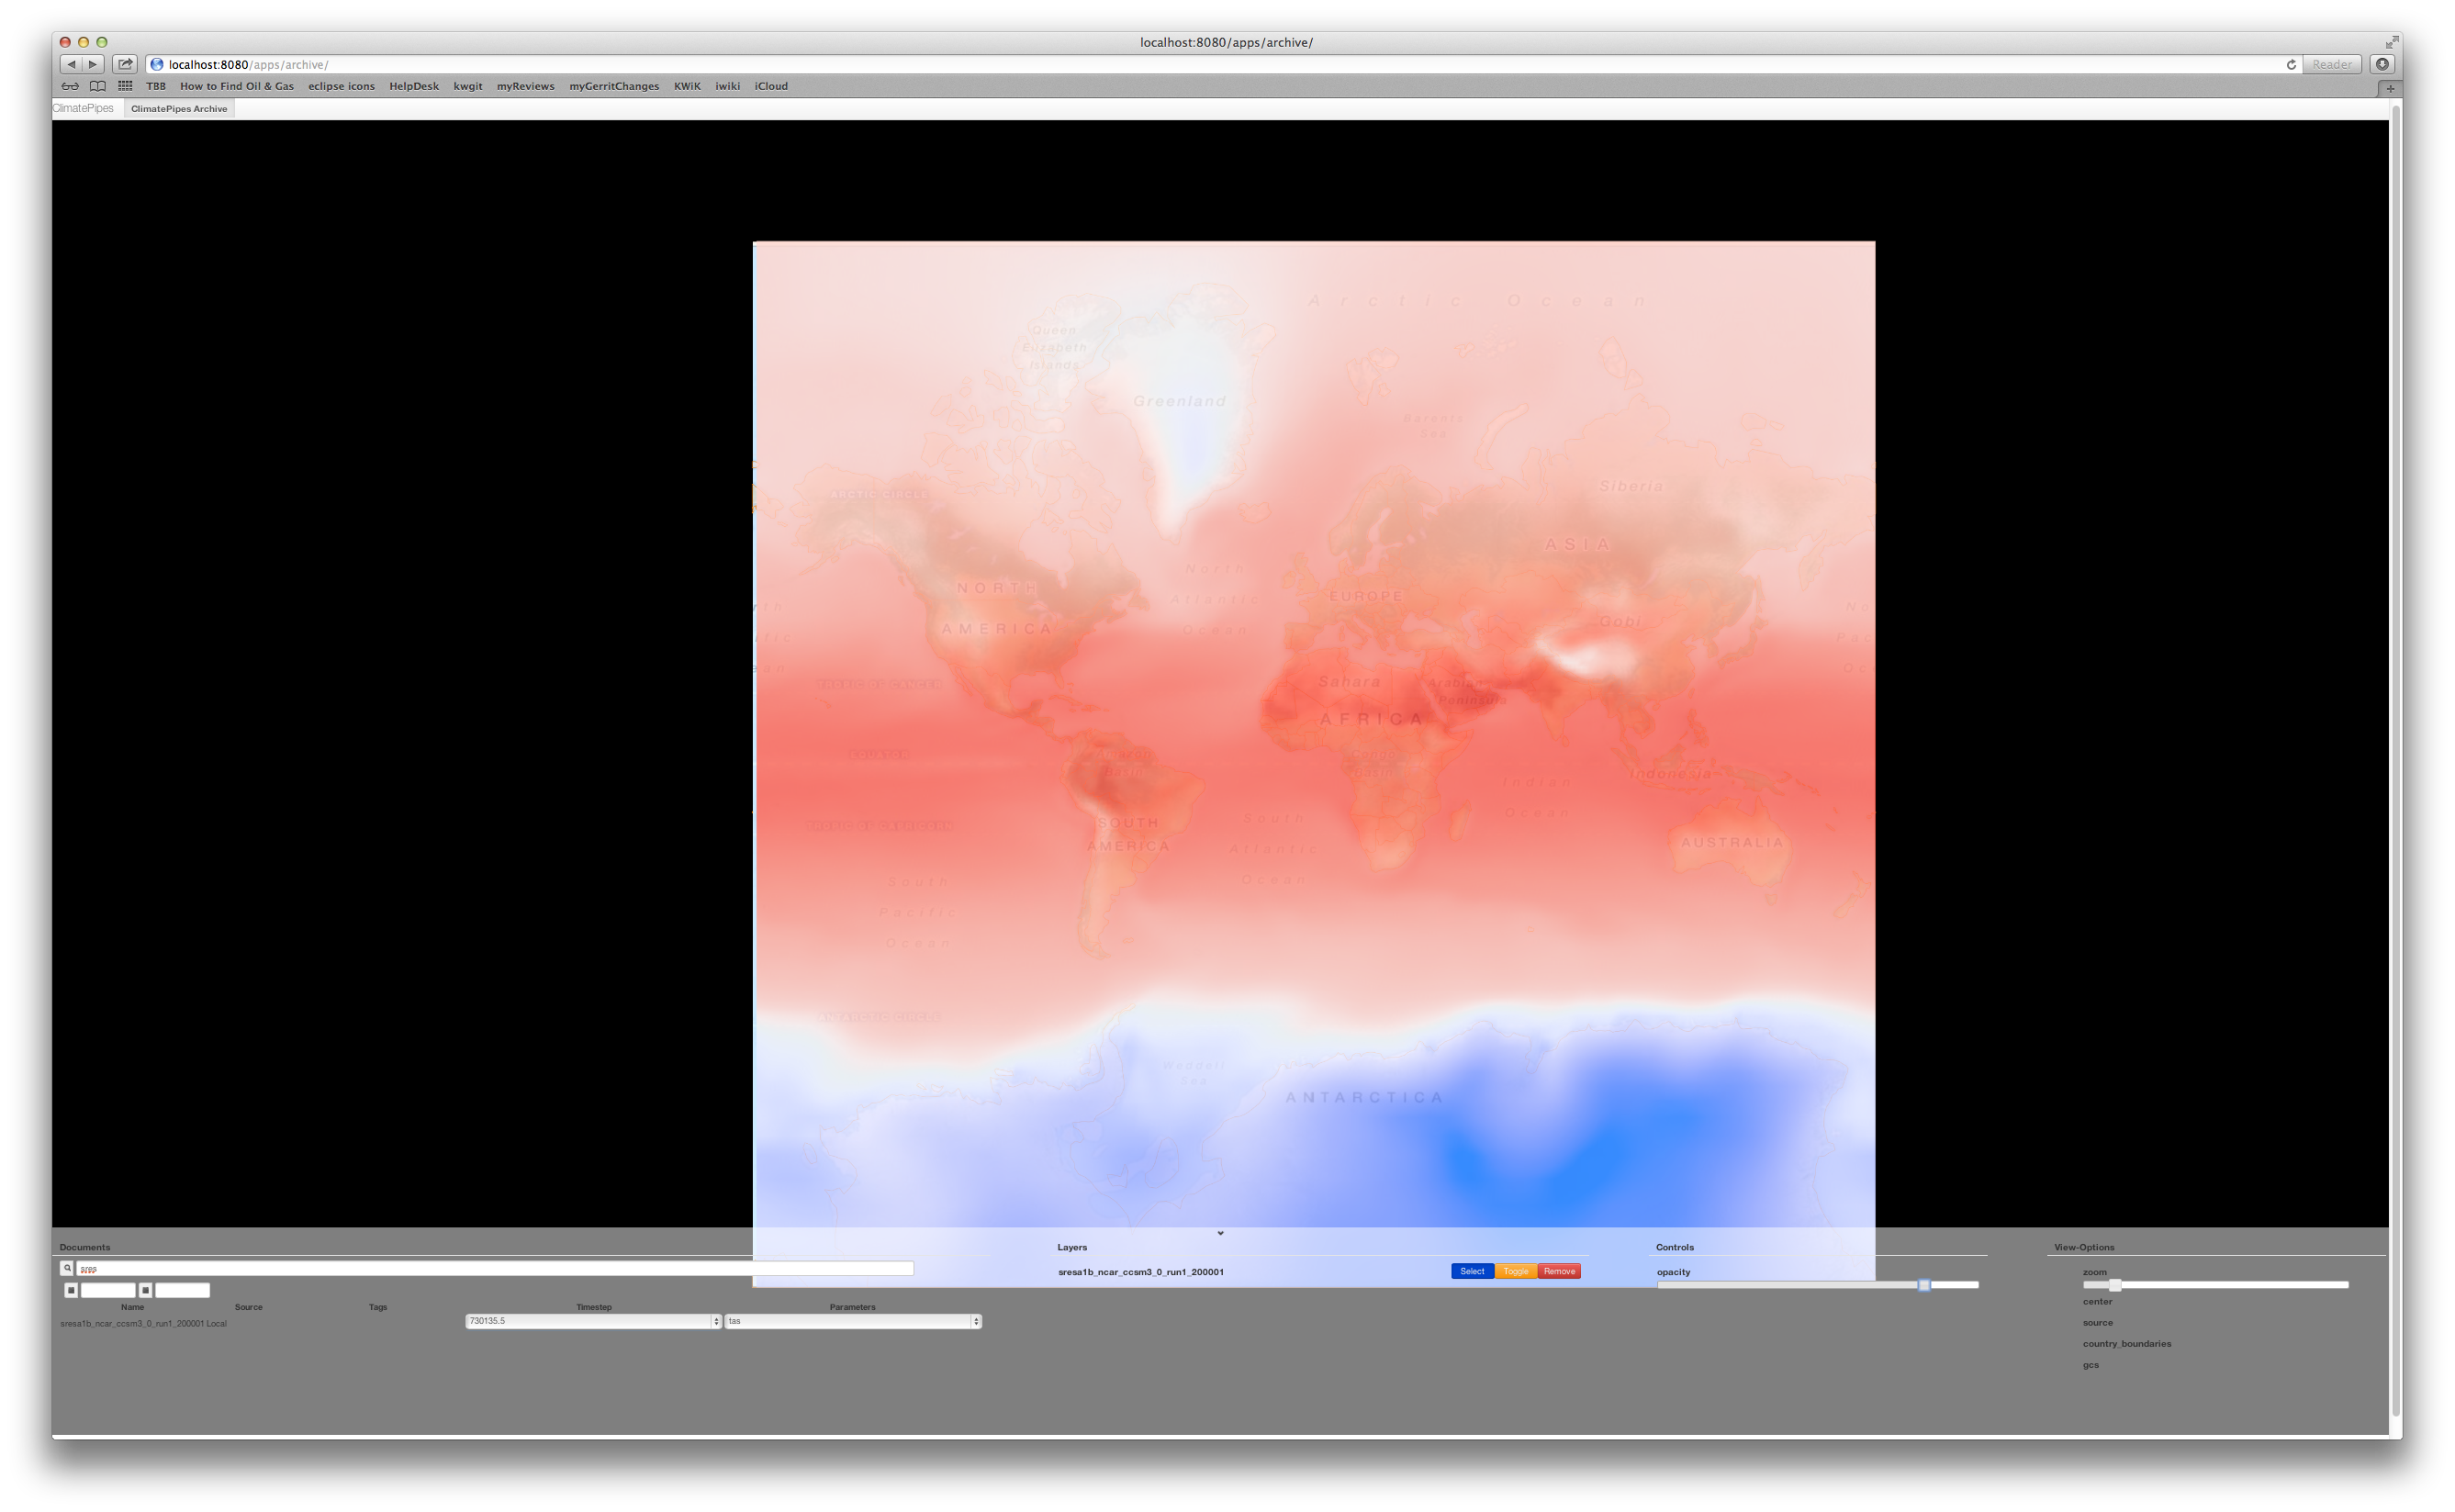 localhost:8080/apps/archive/
localhost:8080/apps/archive/
Reader
TBB How to Find Oil & Gas eclipse icons HelpDesk kwgit myReviews myGerritChanges KWiK iwiki iCloud
ClimatePipes ClimatePipes Archive
Arctic Ocean
Queen
Elizabeth
Islands
Greenland
Barents
Sea
ARCTIC CIRCLE
Siberia
ASIA
North
Atlantic
Ocean
NORTH
AMERICA
EUROPE
Gobi
TROPIC OF CANCER
Sahara
Arabian
Peninsula
AFRICA
EQUATOR
Amazon
Basin
Congo
Basin
Indian
Ocean
Indonesia
TROPIC OF CAPRICORN
SOUTH
AMERICA
South
Atlantic
Ocean
AUSTRALIA
South
Pacific
Ocean
ANTARCTIC CIRCLE
Weddell
Sea
ANTARCTICA
Documents Layers Controls View-Options
sres
sresa1b_ncar_ccsm3_0_run1_200001 Select Toggle Remove
opacity
zoom
center
source
country_boundaries
gcs
Name Source Tags Timestep Parameters
sresa1b_ncar_ccsm3_0_run1_200001 Local 730135.5 tas